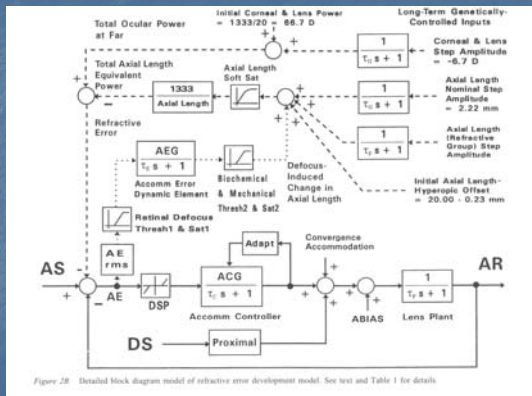 Total Ocular Power
at Far
Initial Corneal & Lens Power
= 1333/20 = 66.7 D
Long-Term Genetically-
Controlled Inputs
1
s + 1
Corneal & Lens
Step Amplitude
= -6.7 D
Total Axial Length
Equivalent
Power
Axial Length
Soft Sat
1333
Axial Length
1
s + 1
Axial Length
Nominal Step
Amplitude
= 2.22 mm
Refractive
Error
AEG
s + 1
Accomm Error
Dynamic Element
Biochemical
& Mechanical
Thresh2 & Sat2
Defocus-
Induced
Change in
Axial Length
1
s + 1
Axial Length
(Refractive
Group) Step
Amplitude
Initial Axial Length-
Hyperopic Offset
= 20.00 - 0.23 mm
Retinal Defocus
Thresh1 & Sat1
AE
rms
Adapt
Convergence
Accommodation
AS
AE
DSP
ACG
s + 1
Accomm Controller
ABIAS
1
s + 1
Lens Plant
AR
DS
Proximal
Figure 2B Detailed block diagram model of refractive error development model. See text and Table 1 for details.